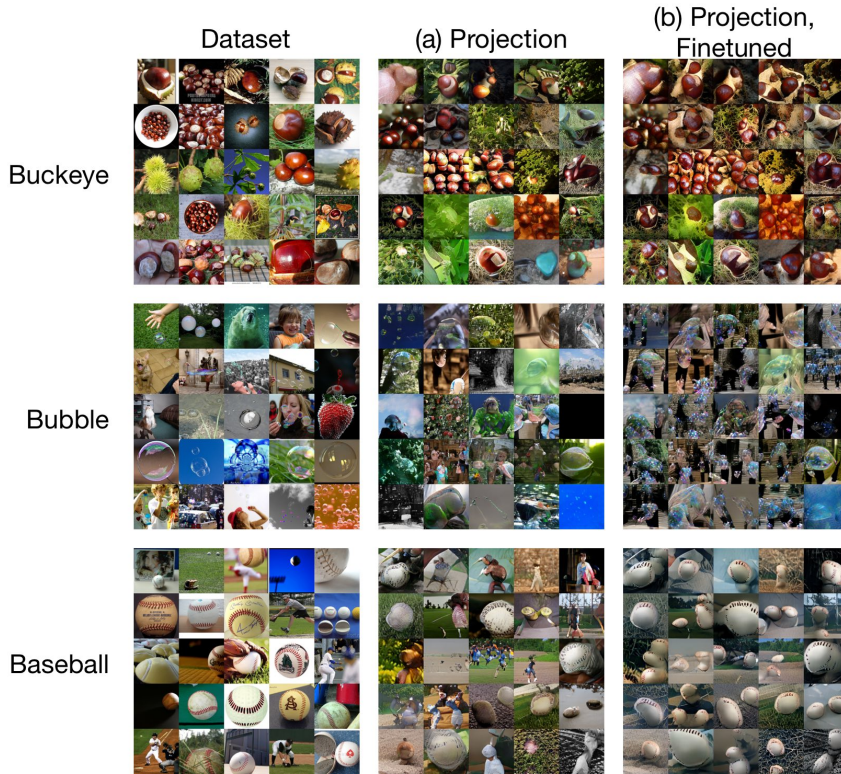 Dataset
(a) Projection
(b) Projection,
Finetuned
Buckeye
Bubble
Baseball